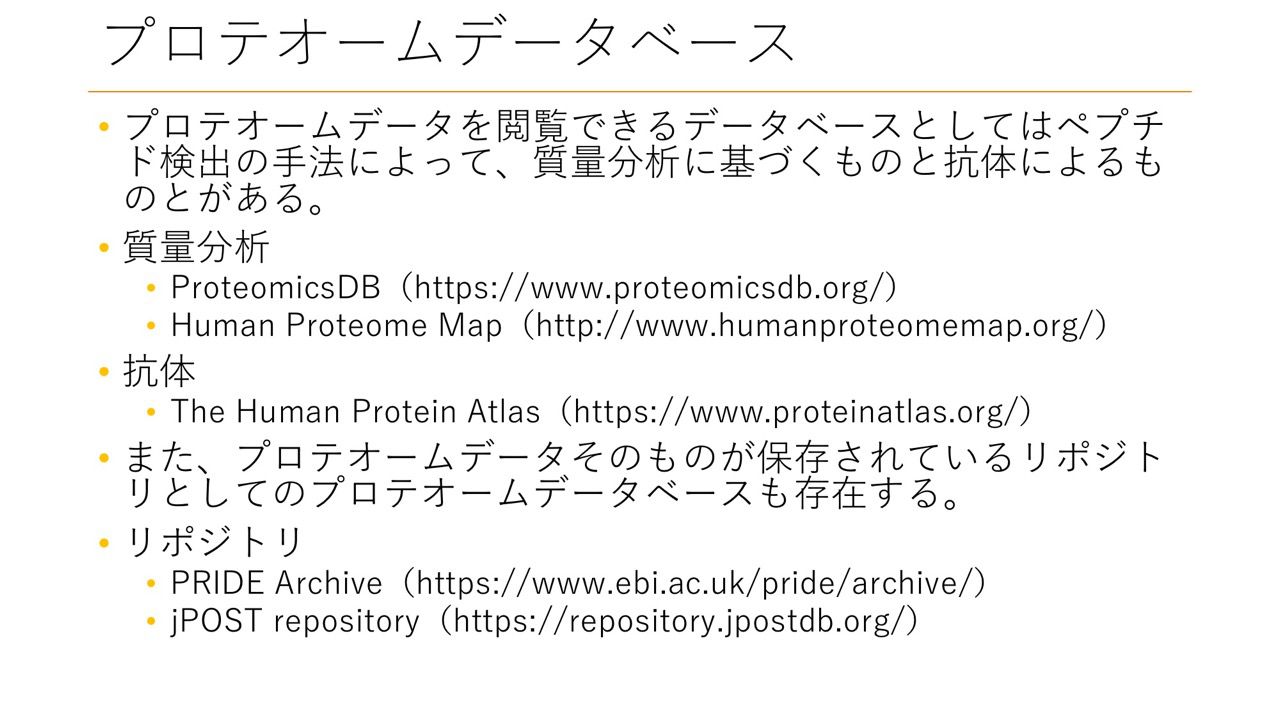 プロテオームデータベース
• プロテオームデータを閲覧できるデータベースとしてはペプチ
ド検出の手法によって、質量分析に基づくものと抗体によるも
のとがある。
• 質量分析
• ProteomicsDB（https://www.proteomicsdb.org/）
• Human Proteome Map（http://www.humanproteomemap.org/）
• 抗体
• The Human Protein Atlas（https://www.proteinatlas.org/）
• また、プロテオームデータそのものが保存されているリポジト
リとしてのプロテオームデータベースも存在する。
• リポジトリ
• PRIDE Archive（https://www.ebi.ac.uk/pride/archive/）
• jPOST repository（https://repository.jpostdb.org/）